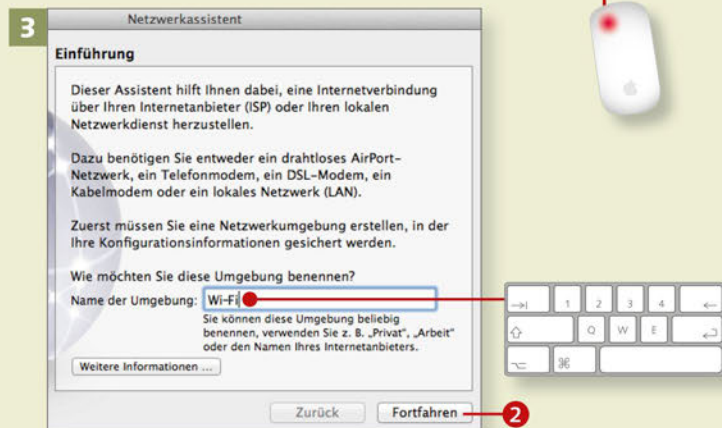 3
Netzwerkassistent
Einführung
Dieser Assistent hilft Ihnen dabei, eine Internetverbindung
über Ihren Internetanbieter (ISP) oder Ihren lokalen
Netzwerkdienst herzustellen.
Dazu benötigen Sie entweder ein drahtloses AirPort-
Netzwerk, ein Telefonmodem, ein DSL-Modem, ein
Kabelmodem oder ein lokales Netzwerk (LAN).
Zuerst müssen Sie eine Netzwerkumgebung erstellen, in der
Ihre Konfigurationsinformationen gesichert werden.
Wie möchten Sie diese Umgebung benennen?
Name der Umgebung: Wi-Fi
Sie können diese Umgebung beliebig
benennen, verwenden Sie z. B. „Privat“, „Arbeit“
oder den Namen Ihres Internetanbieters.
Weitere Informationen ...
Zurück Fortfahren 2
1 2 3 4
Q W E
⌥ ⌘